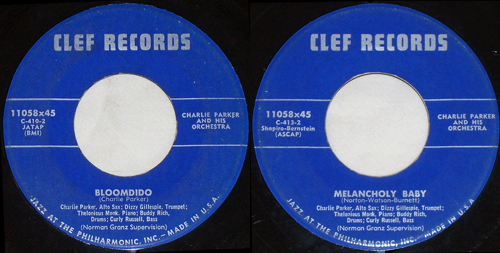 CLEF RECORDS
11058x45
C-410-2
JATAP
(BMI)
CHARLIE PARKER
AND HIS
ORCHESTRA
BLOOMDIDO
(Charlie Parker)
Charlie Parker, Alto Sax; Dizzy Gillespie, Trumpet;
Thelonious Monk, Piano; Buddy Rich,
Drums; Curly Russell, Bass
(Norman Granz Supervision)
JAZZ AT THE PHILHARMONIC, INC.—MADE IN U.S.A.
CLEF RECORDS
11058x45
C-413-2
Shapiro-Bernstein
(ASCAP)
CHARLIE PARKER
AND HIS
ORCHESTRA
MELANCHOLY BABY
(Norton-Watson-Burnett)
Charlie Parker, Alto Sax; Dizzy Gillespie, Trumpet;
Thelonious Monk, Piano; Buddy Rich,
Drums; Curly Russell, Bass
(Norman Granz Supervision)
JAZZ AT THE PHILHARMONIC, INC.—MADE IN U.S.A.